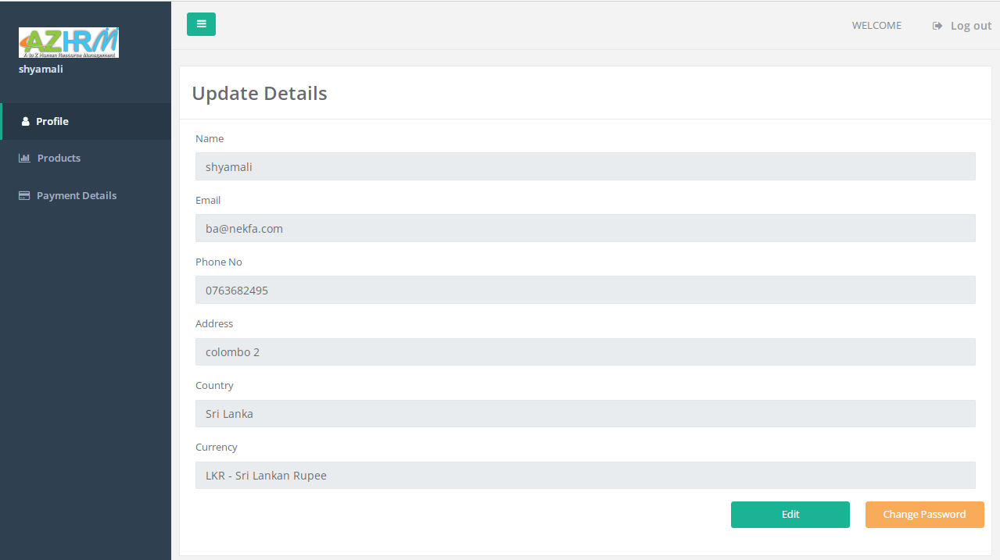 AZHRM
A to Z Human Resource Management
shyamali
Profile
Products
Payment Details
WELCOME
Log out
Update Details
Name
shyamali
Email
ba@nekfa.com
Phone No
0763682495
Address
colombo 2
Country
Sri Lanka
Currency
LKR - Sri Lankan Rupee
Edit
Change Password